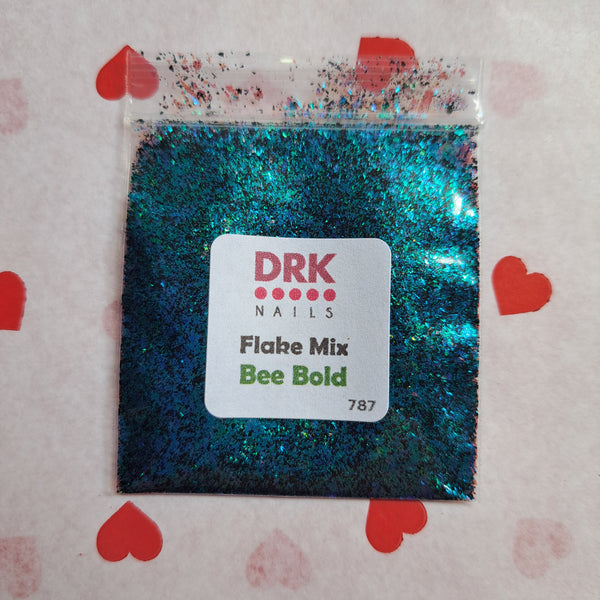 DRK
NAILS
Flake Mix
Bee Bold
787